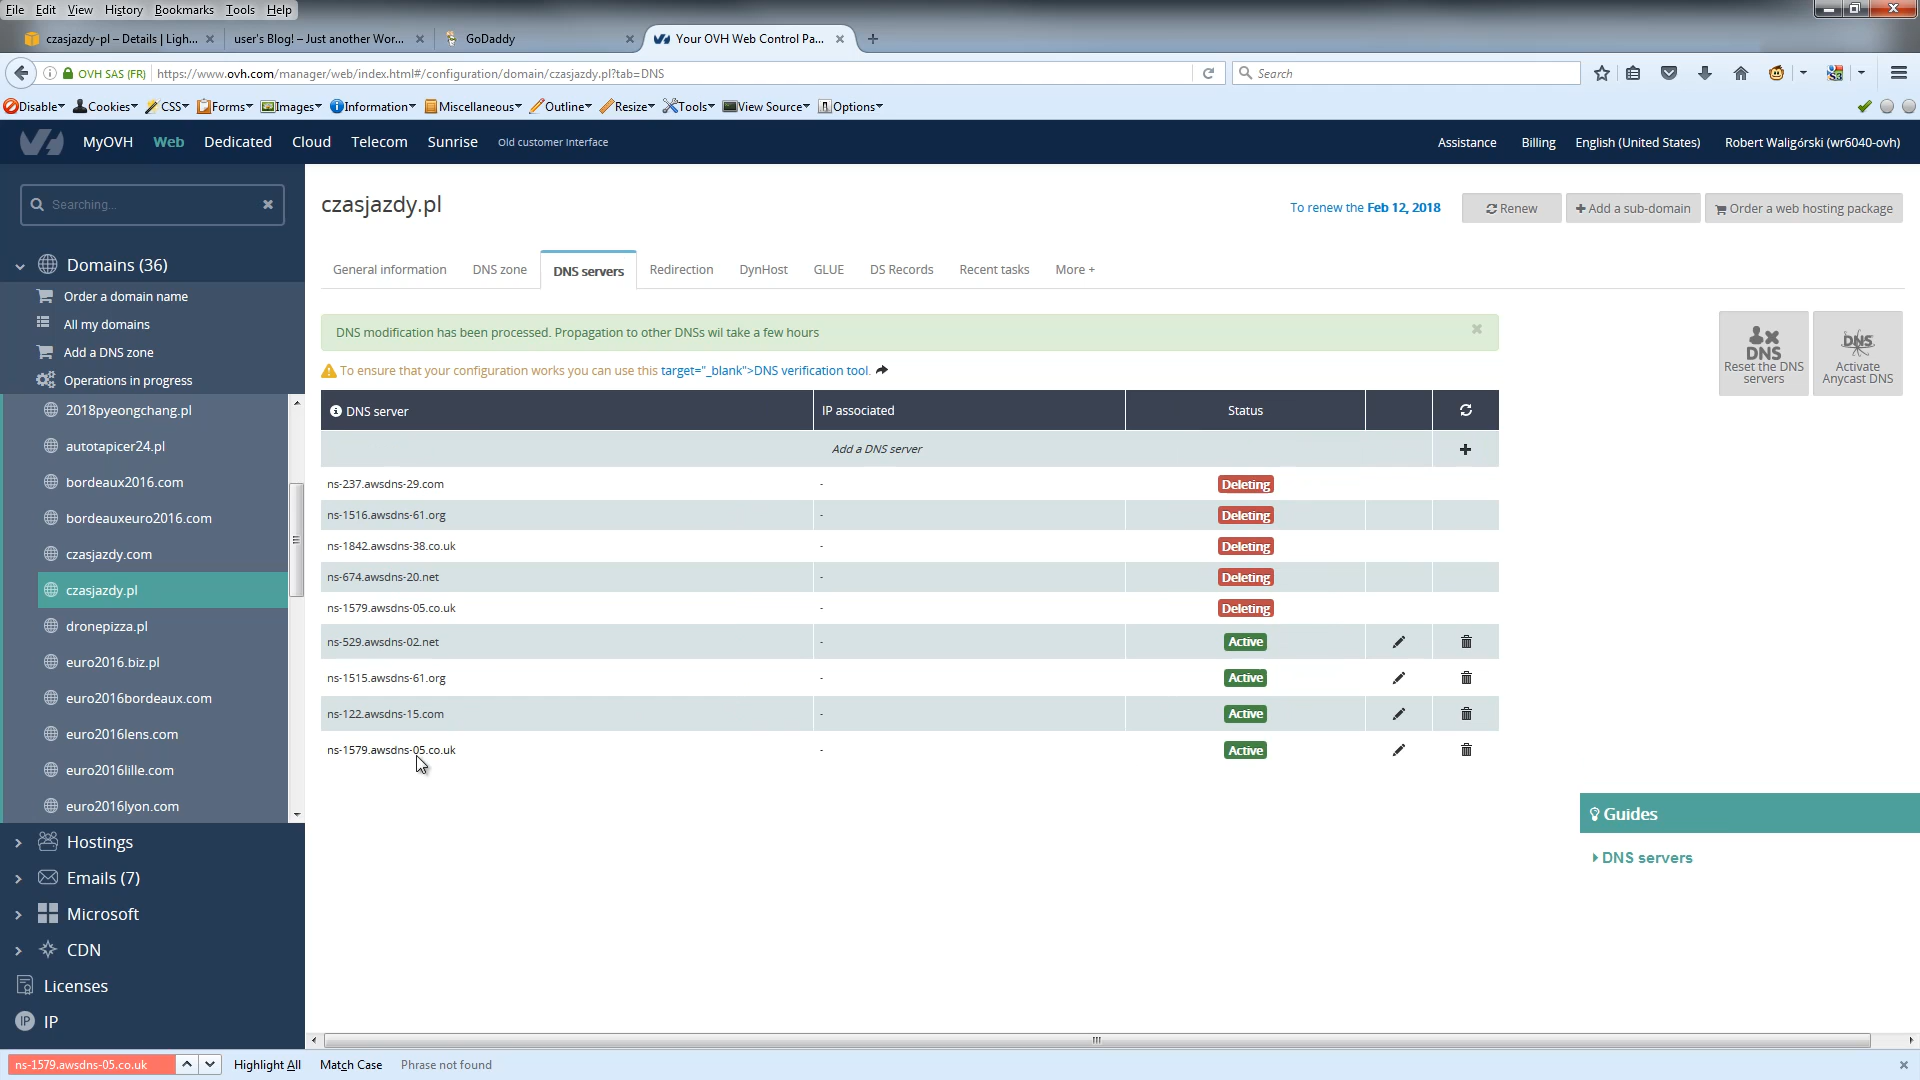 File Edit View History Bookmarks Tools Help
czasjazdy-pl – Details | Ligh... user's Blog! – Just another Wor... GoDaddy Your OVH Web Control Pa...
OVH SAS (FR) https://www.ovh.com/manager/web/index.html#/configuration/domain/czasjazdy.pl?tab=DNS Search
Disable Cookies CSS Forms Images Information Miscellaneous Outline Resize Tools View Source Options
MyOVH Web Dedicated Cloud Telecom Sunrise Old customer interface Assistance Billing English (United States) Robert Waligórski (wr6040-ovh)
Searching...
czasjazdy.pl
To renew the Feb 12, 2018 Renew Add a sub-domain Order a web hosting package
Domains (36)
Order a domain name
All my domains
Add a DNS zone
Operations in progress
2018pyeongchang.pl
autotapicer24.pl
bordeaux2016.com
bordeauxeuro2016.com
czasjazdy.com
czasjazdy.pl
dronepizza.pl
euro2016.biz.pl
euro2016bordeaux.com
euro2016lens.com
euro2016lille.com
euro2016lyon.com
Hostings
Emails (7)
Microsoft
CDN
Licenses
IP IP
General information DNS zone DNS servers Redirection DynHost GLUE DS Records Recent tasks More +
DNS modification has been processed. Propagation to other DNSs wil take a few hours
To ensure that your configuration works you can use this target="_blank">DNS verification tool.
DNS
Reset the DNS
servers
DNS
Activate
Anycast DNS
DNS server IP associated Status
Add a DNS server
ns-237.awsdns-29.com - Deleting
ns-1516.awsdns-61.org - Deleting
ns-1842.awsdns-38.co.uk - Deleting
ns-674.awsdns-20.net - Deleting
ns-1579.awsdns-05.co.uk - Deleting
ns-529.awsdns-02.net - Active
ns-1515.awsdns-61.org - Active
ns-122.awsdns-15.com - Active
ns-1579.awsdns-05.co.uk - Active
Guides
DNS servers
ns-1579.awsdns-05.co.uk Highlight All Match Case Phrase not found